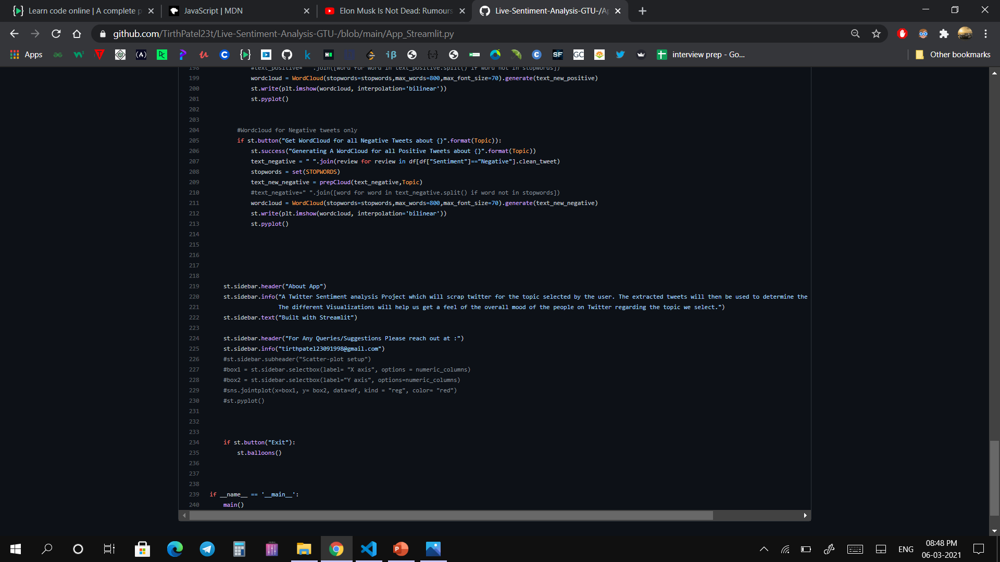 Learn code online | A complete p
JavaScript | MDN
Elon Musk Is Not Dead: Rumours
Live-Sentiment-Analysis-GTU-/Ap
github.com/TirthPatel23t/Live-Sentiment-Analysis-GTU-/blob/main/App_Streamlit.py
Apps
interview prep - Go...
Other bookmarks
198 #text_positive=" ".join([word for word in text_positive.split() if word not in stopwords])
199 wordcloud = WordCloud(stopwords=stopwords,max_words=800,max_font_size=70).generate(text_new_positive)
200 st.write(plt.imshow(wordcloud, interpolation='bilinear'))
201 st.pyplot()
202
203
204 #Wordcloud for Negative tweets only
205 if st.button("Get WordCloud for all Negative Tweets about {}".format(Topic)):
206 st.success("Generating A WordCloud for all Positive Tweets about {}".format(Topic))
207 text_negative = " ".join(review for review in df[df["Sentiment"]=="Negative"].clean_tweet)
208 stopwords = set(STOPWORDS)
209 text_new_negative = prepCloud(text_negative,Topic)
210 #text_negative=" ".join([word for word in text_negative.split() if word not in stopwords])
211 wordcloud = WordCloud(stopwords=stopwords,max_words=800,max_font_size=70).generate(text_new_negative)
212 st.write(plt.imshow(wordcloud, interpolation='bilinear'))
213 st.pyplot()
214
215
216
217
218
219 st.sidebar.header("About App")
220 st.sidebar.info("A Twitter Sentiment analysis Project which will scrap twitter for the topic selected by the user. The extracted tweets will then be used to determine the
221 The different Visualizations will help us get a feel of the overall mood of the people on Twitter regarding the topic we select.")
222 st.sidebar.text("Built with Streamlit")
223
224 st.sidebar.header("For Any Queries/Suggestions Please reach out at :")
225 st.sidebar.info("tirthpatel23091998@gmail.com")
226 #st.sidebar.subheader("Scatter-plot setup")
227 #box1 = st.sidebar.selectbox(label= "X axis", options = numeric_columns)
228 #box2 = st.sidebar.selectbox(label="Y axis", options=numeric_columns)
229 #sns.jointplot(x=box1, y= box2, data=df, kind = "reg", color= "red")
230 #st.pyplot()
231
232
233
234 if st.button("Exit"):
235 st.balloons()
236
237
238
239 if __name__ == '__main__':
240 main()
ENG
08:48 PM
06-03-2021